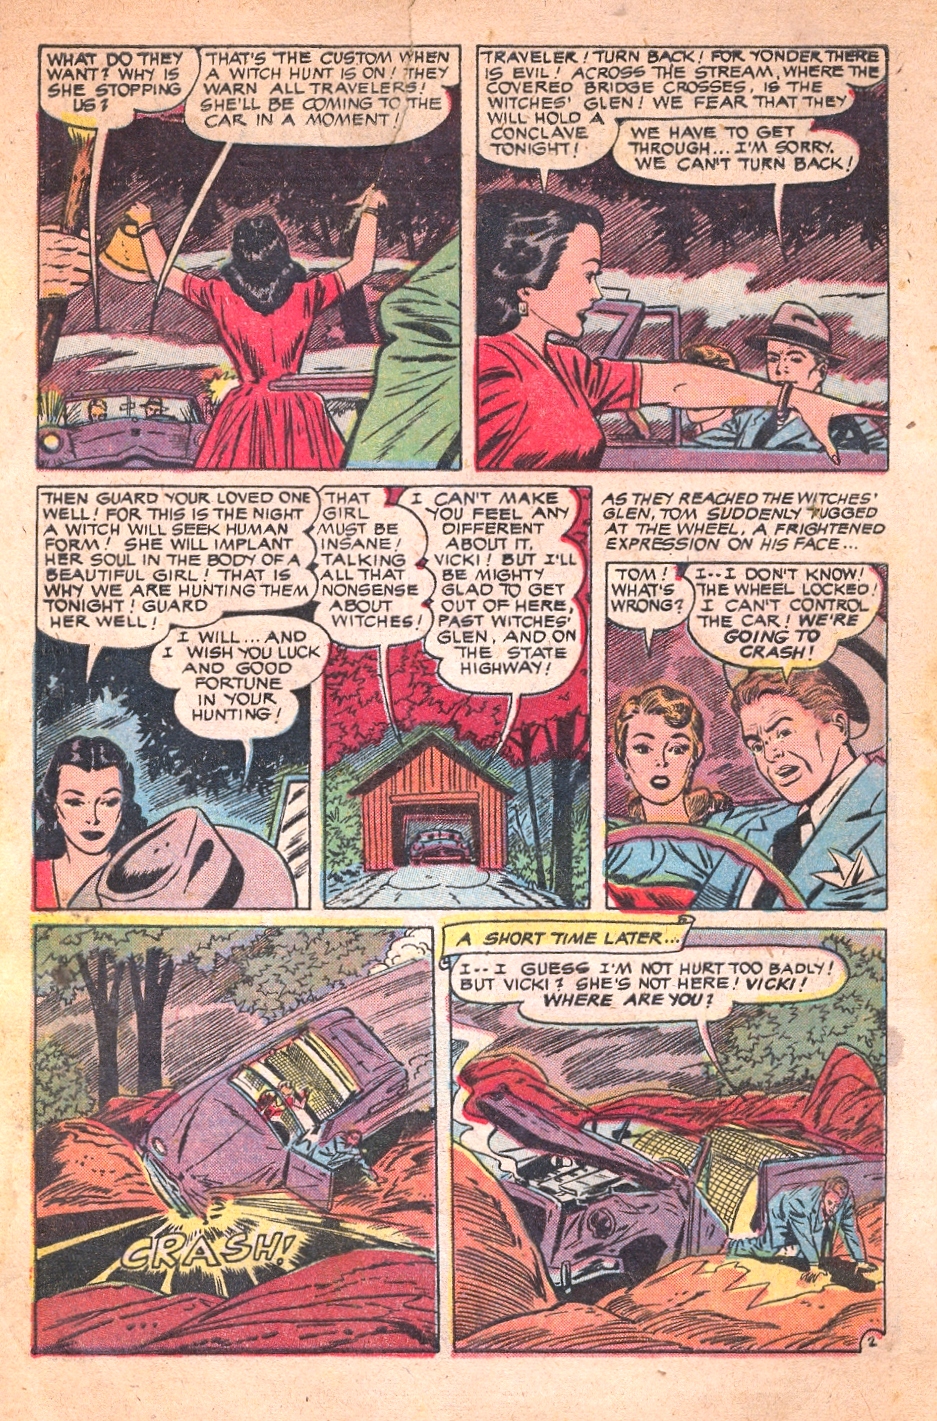 WHAT DO THEY
WANT? WHY IS
SHE STOPPING
US?
THAT'S THE CUSTOM WHEN
A WITCH HUNT IS ON! THEY
WARN ALL TRAVELERS!
SHE'LL BE COMING TO THE
CAR IN A MOMENT!
TRAVELER! TURN BACK! FOR YONDER THERE
IS EVIL! ACROSS THE STREAM, WHERE THE
COVERED BRIDGE CROSSES, IS THE
WITCHES' GLEN! WE FEAR THAT THEY
WILL HOLD A
CONCLAVE
TONIGHT!
WE HAVE TO GET
THROUGH... I'M SORRY.
WE CAN'T TURN BACK!
THEN GUARD YOUR LOVED ONE
WELL! FOR THIS IS THE NIGHT
A WITCH WILL SEEK HUMAN
FORM! SHE WILL IMPLANT
HER SOUL IN THE BODY OF A
BEAUTIFUL GIRL! THAT IS
WHY WE ARE HUNTING THEM
TONIGHT! GUARD
HER WELL!
I WILL... AND
I WISH YOU LUCK
AND GOOD
FORTUNE
IN YOUR
HUNTING!
THAT
GIRL
MUST BE
INSANE!
TALKING
ALL THAT
NONSENSE
ABOUT
WITCHES!
I CAN'T MAKE
YOU FEEL ANY
DIFFERENT
ABOUT IT,
VICKI! BUT I'LL
BE MIGHTY
GLAD TO GET
OUT OF HERE,
PAST WITCHES'
GLEN, AND ON
THE STATE
HIGHWAY!
AS THEY REACHED THE WITCHES'
GLEN, TOM SUDDENLY TUGGED
AT THE WHEEL, A FRIGHTENED
EXPRESSION ON HIS FACE...
TOM!
WHAT'S
WRONG?
I--I DON'T KNOW!
THE WHEEL LOCKED!
I CAN'T CONTROL
THE CAR! WE'RE
GOING TO
CRASH!
CRASH!
A SHORT TIME LATER...
I--I GUESS I'M NOT HURT TOO BADLY!
BUT VICKI? SHE'S NOT HERE! VICKI!
WHERE ARE YOU?
2